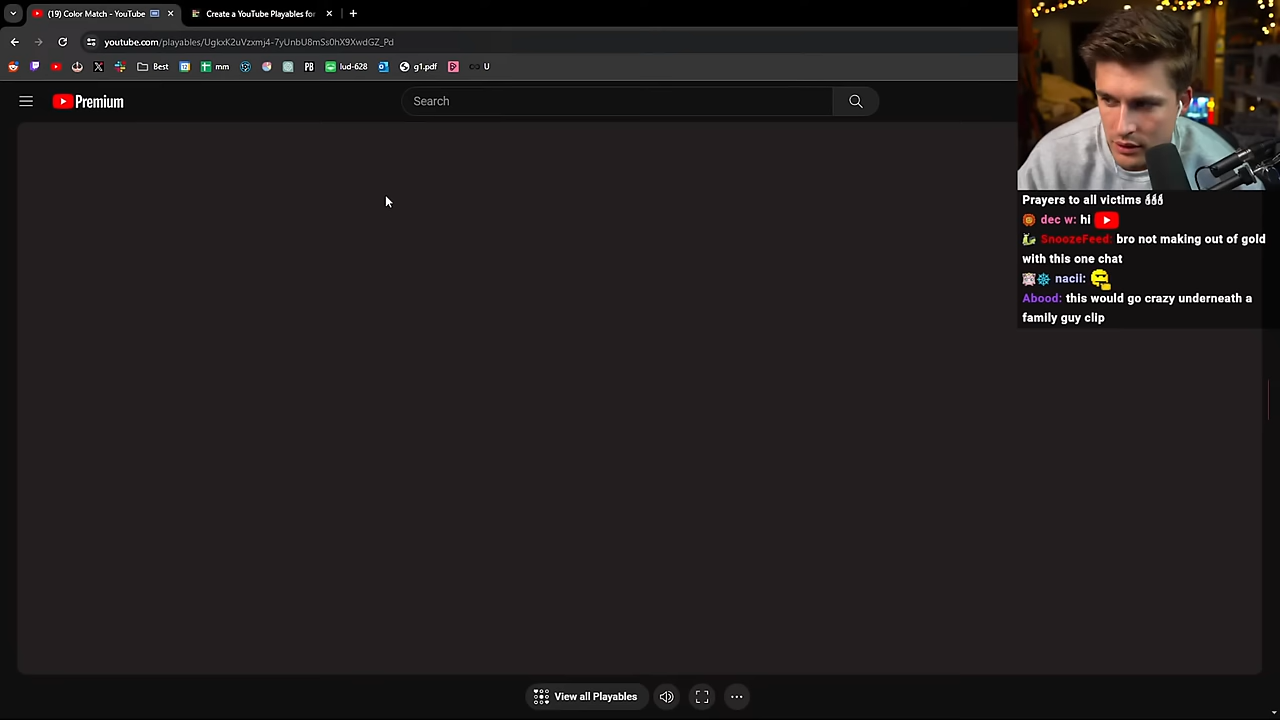 (19) Color Match - YouTube
Create a YouTube Playables for
youtube.com/playables/UgkxK2uVzxmj4-7yUnbU8mSs0hX9XwdGZ_Pd
Best
mm
PB
lud-628
g1.pdf
U
Premium
Search
Prayers to all victims
dec w: hi
SnoozeFeed: bro not making out of gold
with this one chat
nacii:
Abood: this would go crazy underneath a
family guy clip
View all Playables